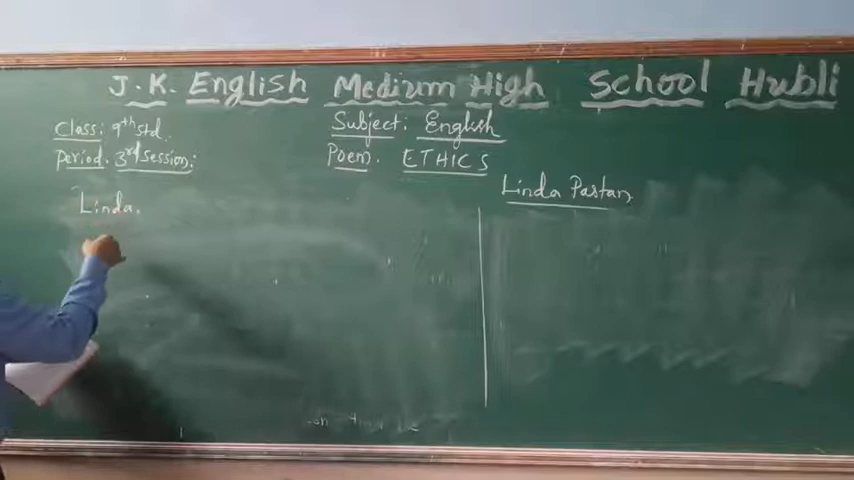 J.K. English Medium High School Hubli
Class: 9th std.
Subject: English
Period: 3rd Session:
Poem: ETHICS
Linda Pastan
Linda.